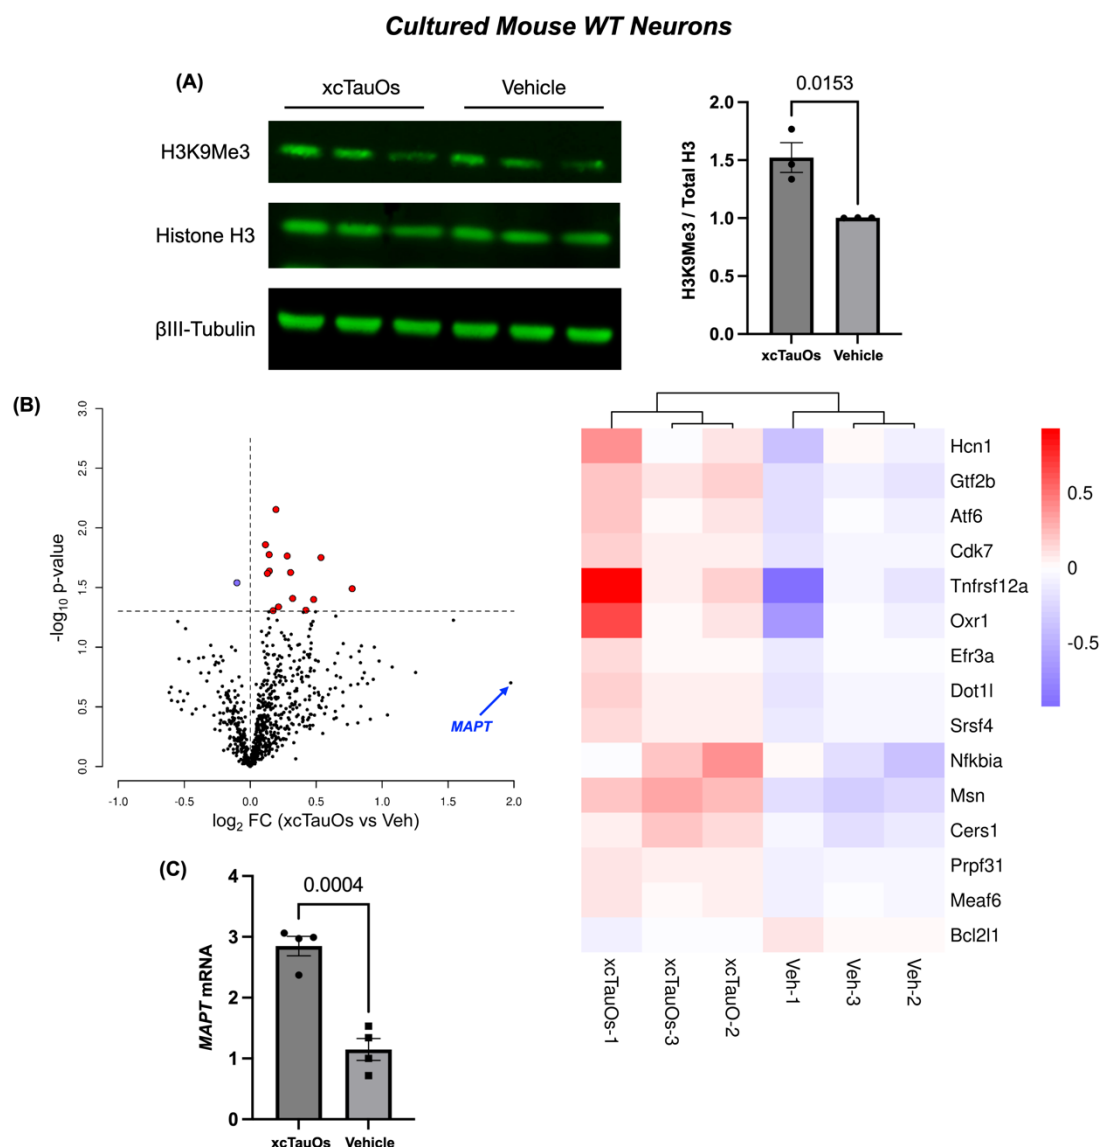 Cultured Mouse WT Neurons
(A)
xcTauOs Vehicle
H3K9Me3
Histone H3
βIII-Tubulin
0.0153
H3K9Me3 / Total H3
2.0
1.5
1.0
0.5
0.0
xcTauOs Vehicle
(B)
-log10 p-value
3.0
2.5
2.0
1.5
1.0
0.5
0.0
MAPT
-1.0 -0.5 0.0 0.5 1.0 1.5 2.0
log2 FC (xcTauOs vs Veh)
Hcn1
Gtf2b
Atf6
Cdk7
Tnfrsf12a
Oxr1
Efr3a
Dot1l
Srsf4
Nfkbia
Msn
Cers1
Prpf31
Meaf6
Bcl2l1
xcTauOs-1
xcTauOs-3
xcTauO-2
Veh-1
Veh-3
Veh-2
0.5
0
-0.5
(C)
0.0004
MAPT mRNA
4
3
2
1
0
xcTauOs Vehicle